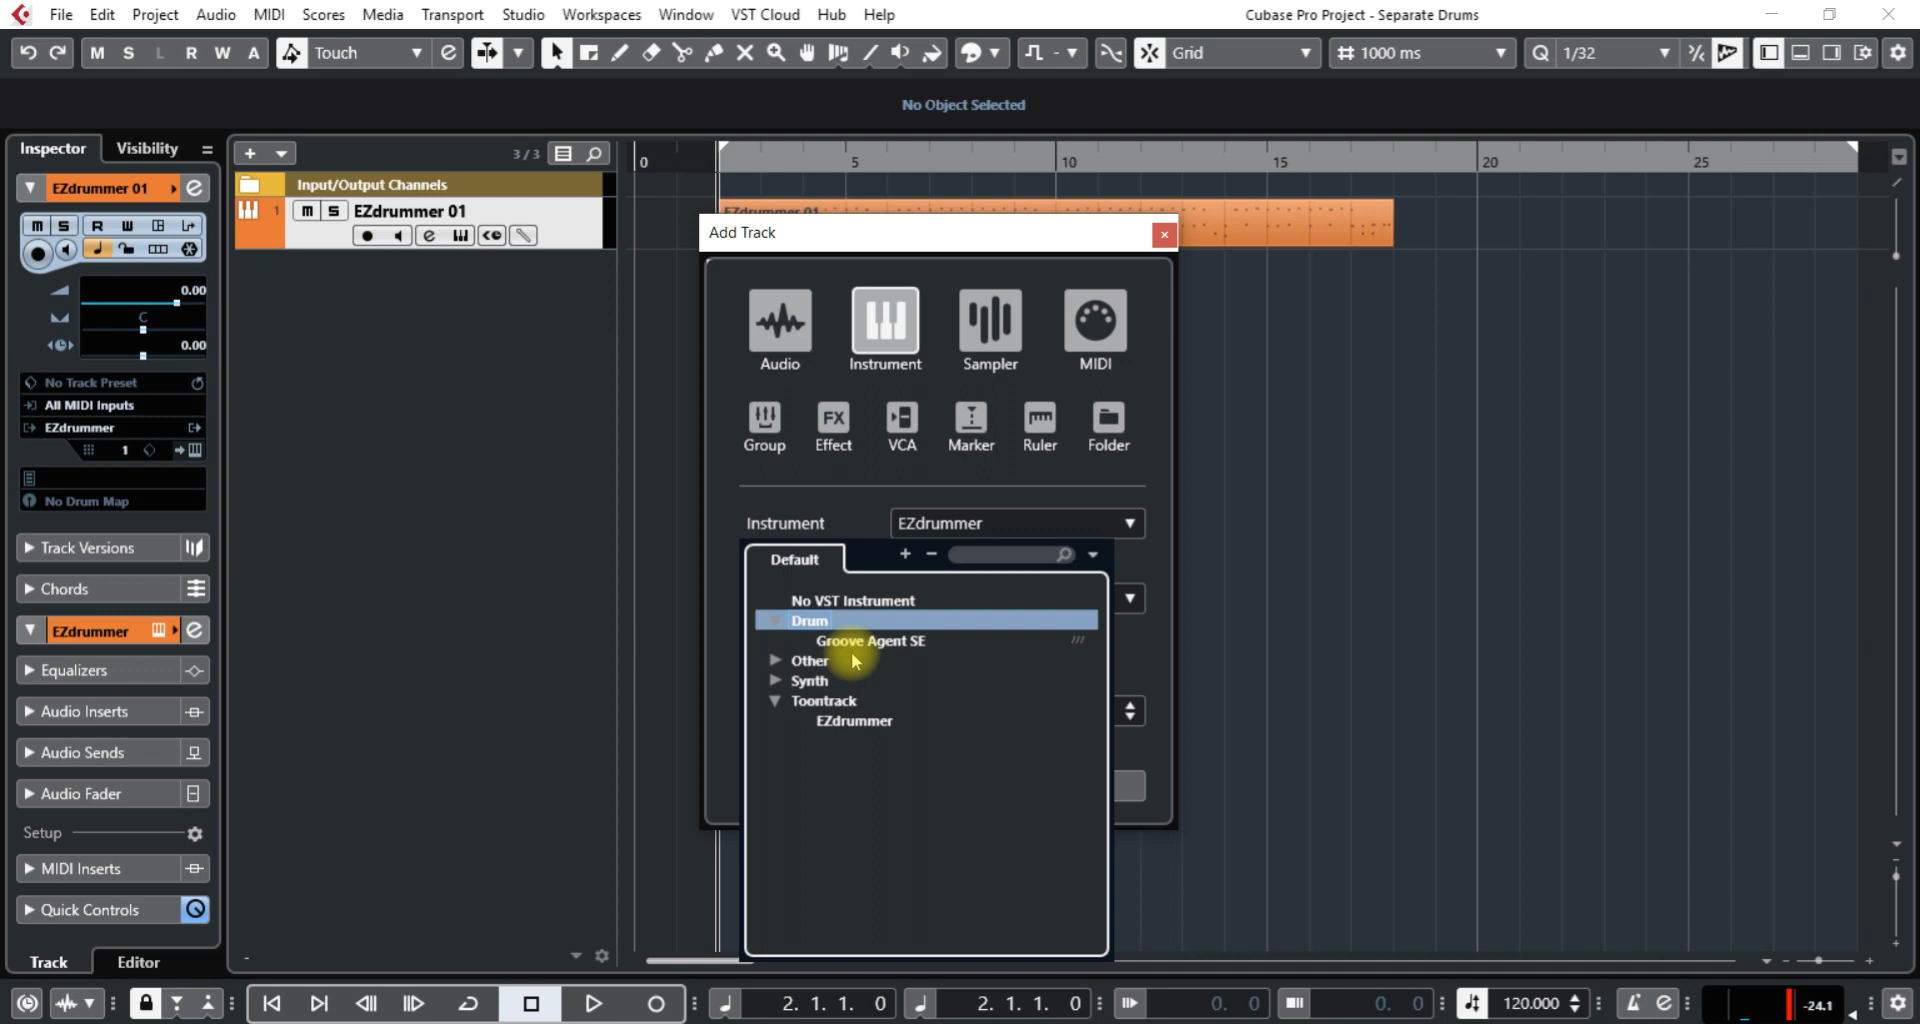 File Edit Project Audio MIDI Scores Media Transport Studio Workspaces Window VST Cloud Hub Help
Cubase Pro Project - Separate Drums
M S L R W A Touch Grid 1000 ms Q 1/32
No Object Selected
Inspector Visibility
3 / 3
0 5 10 15 20 25
EZdrummer 01
Input/Output Channels
1 m S EZdrummer 01
EZdrummer 01
m S R W
0.00
C
0.00
No Track Preset
All MIDI Inputs
EZdrummer
1
No Drum Map
Track Versions
Chords
EZdrummer
Equalizers
Audio Inserts
Audio Sends
Audio Fader
Setup
MIDI Inserts
Quick Controls
Track Editor
Add Track
Audio Instrument Sampler MIDI
FX
Group Effect VCA Marker Ruler Folder
Instrument EZdrummer
Default
No VST Instrument
Drum
Groove Agent SE
Other
Synth
Toontrack
EZdrummer
2. 1. 1. 0 2. 1. 1. 0 0. 0 0. 0 120.000 -24.1